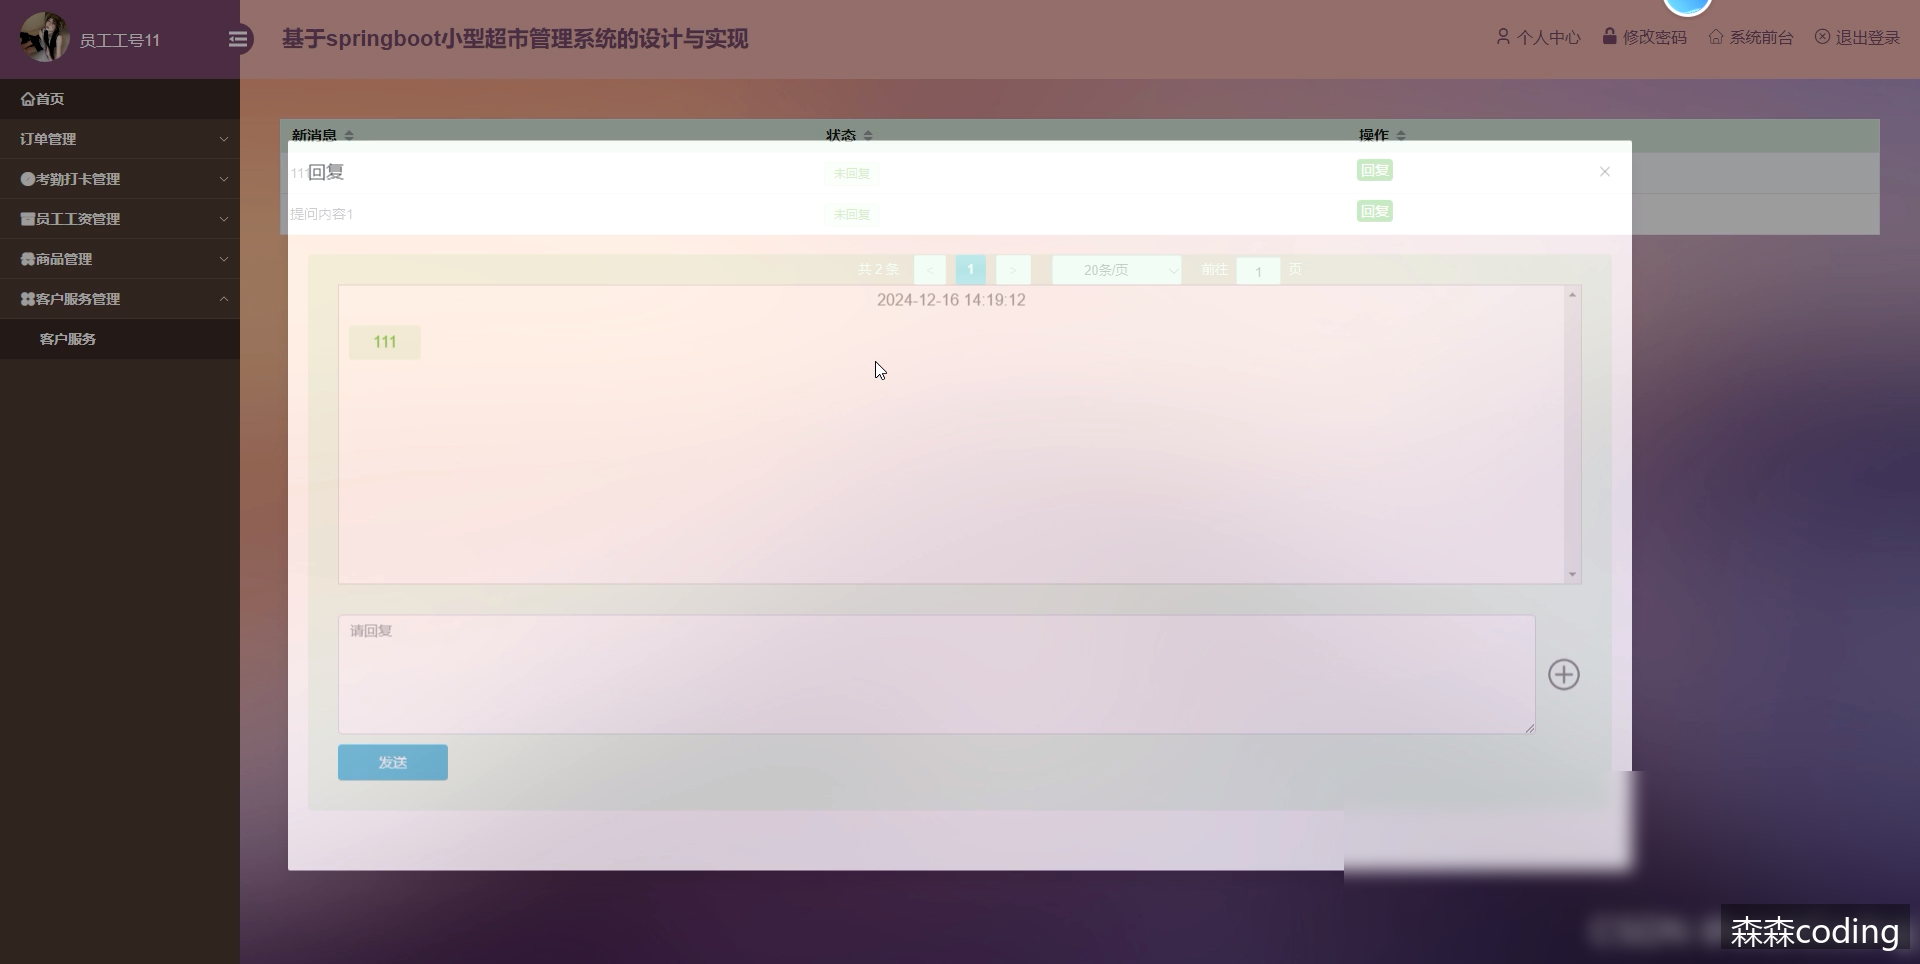 员工工号11
基于springboot小型超市管理系统的设计与实现
个人中心
修改密码
系统前台
退出登录
首页
订单管理
考勤打卡管理
员工工资管理
商品管理
客户服务管理
客户服务
新消息 状态 操作
111 未回复 回复
回复
提问内容1 未回复 回复
共 2 条 < 1 > 20条/页 前往 1 页
2024-12-16 14:19:12
111
请回复
发送
森森coding